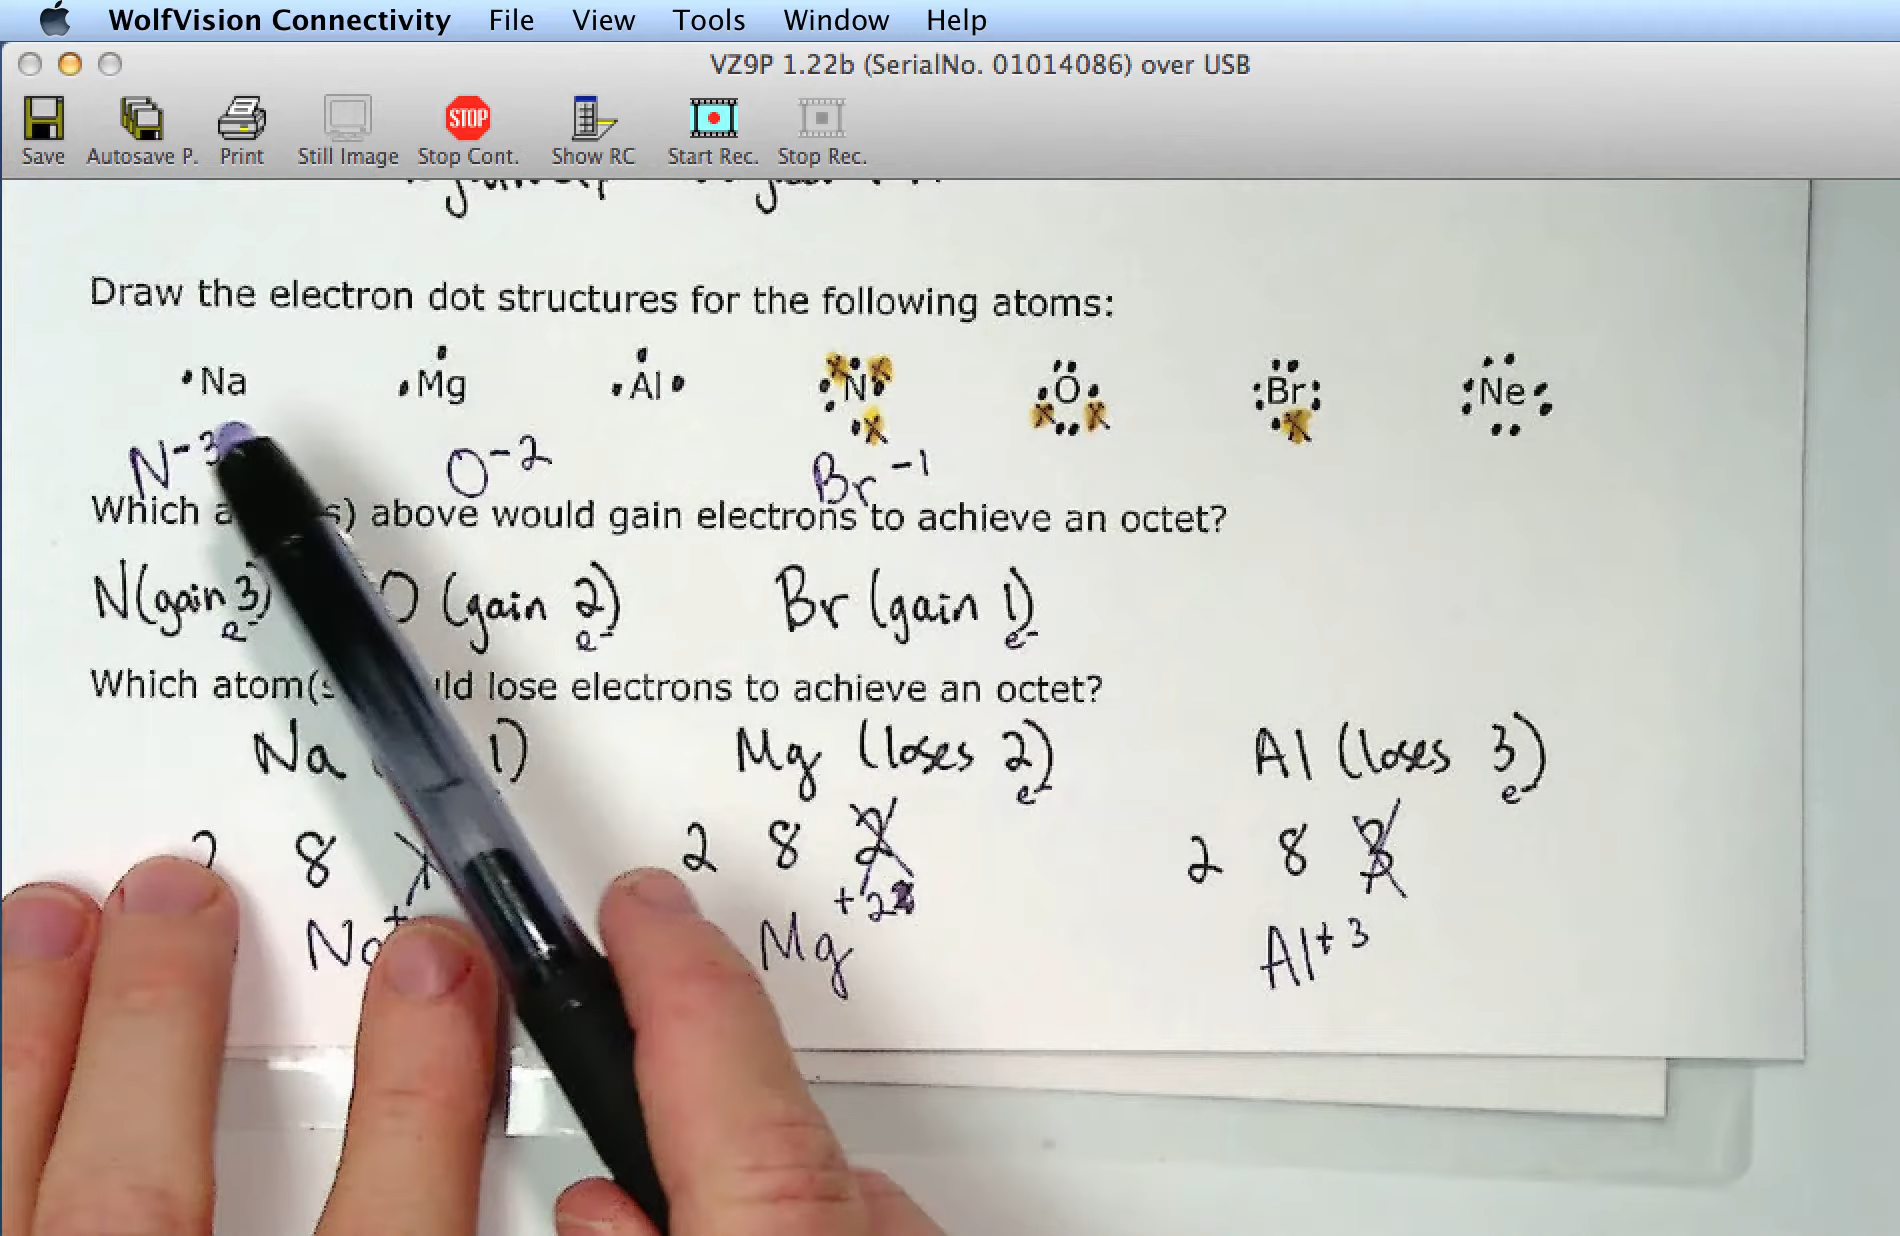 WolfVision Connectivity File View Tools Window Help
VZ9P 1.22b (SerialNo. 01014086) over USB
Save Autosave P. Print Still Image Stop Cont. Show RC Start Rec. Stop Rec.
STOP
Draw the electron dot structures for the following atoms:
Na Mg Al N O Br Ne
x x x x x x
N-3 O-2 Br-1
Which above would gain electrons to achieve an octet?
N(gain 3) O (gain 2) Br (gain 1)
e- e- e-
Which atom(s lose electrons to achieve an octet?
Na 1) Mg (loses 2) Al (loses 3)
e- e-
2 8 2 8 2 2 8 3
Na+ Mg+2 Al+3